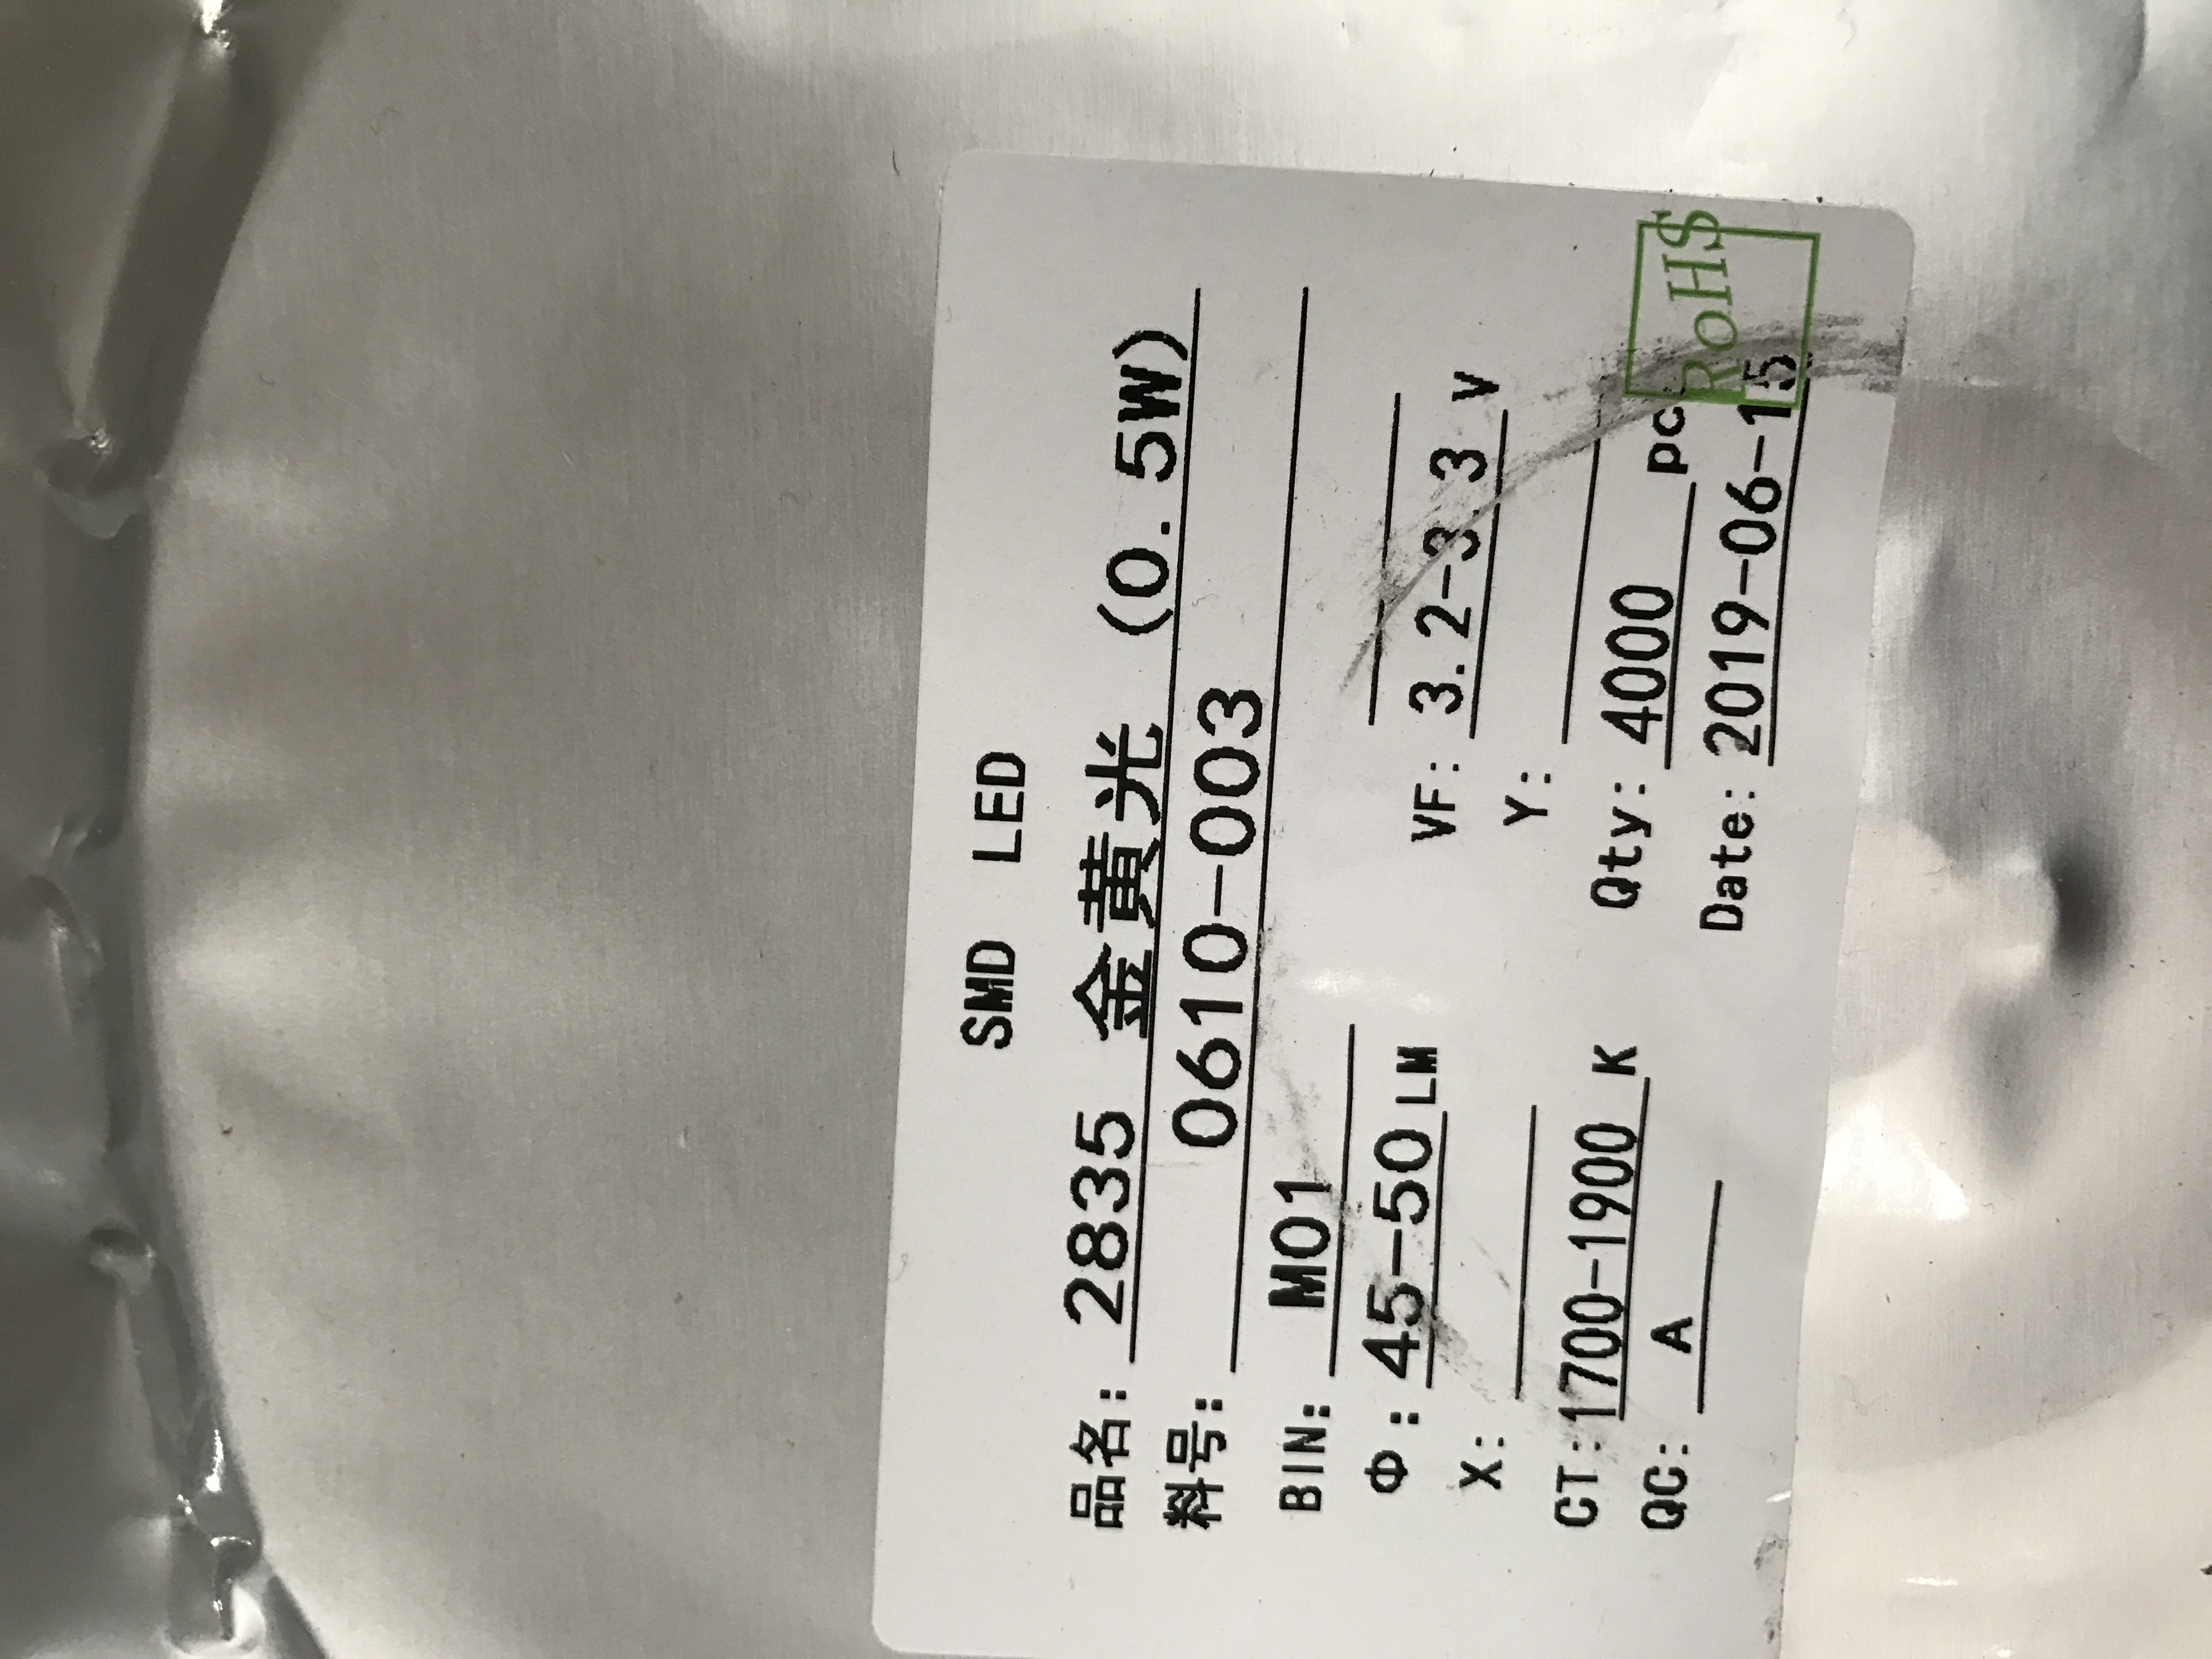 SMD LED
品名: 2835 金黄光 (0.5W)
料号: 0610-003
BIN: M01
Φ: 45-50 LM
VF: 3.2-3.3 V
X:
Y:
CT: 1700-1900 K
Qty: 4000 pc
QC: A
Date: 2019-06-15
RoHS